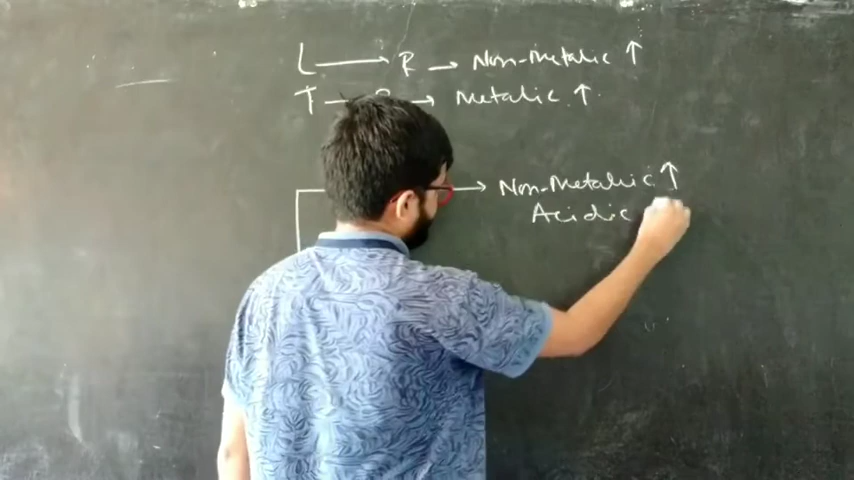 L → R → Non-Metalic ↑
T → → Metalic ↑
→ Non-Metalic ↑
Acidic